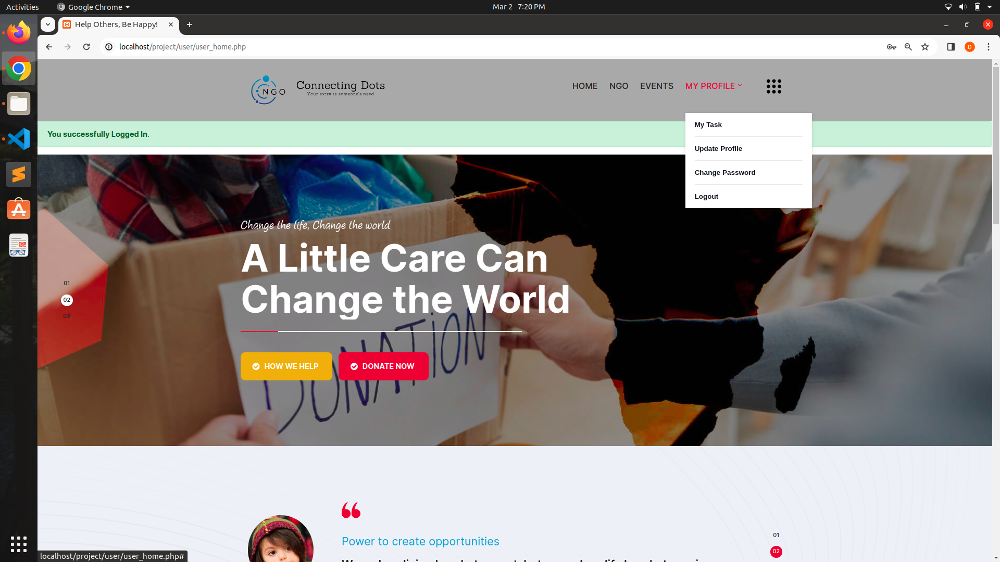 Activities
Google Chrome
Mar 2 7:20 PM
Help Others, Be Happy!
localhost/project/user/user_home.php
D
NGO
Connecting Dots
Your extra is someone's need
HOME
NGO
EVENTS
MY PROFILE
You successfully Logged In.
My Task
Update Profile
Change Password
Logout
Change the life, Change the world
A Little Care Can
Change the World
01
02
03
HOW WE HELP
DONATE NOW
DONATION
Power to create opportunities
01
02
localhost/project/user/user_home.php#